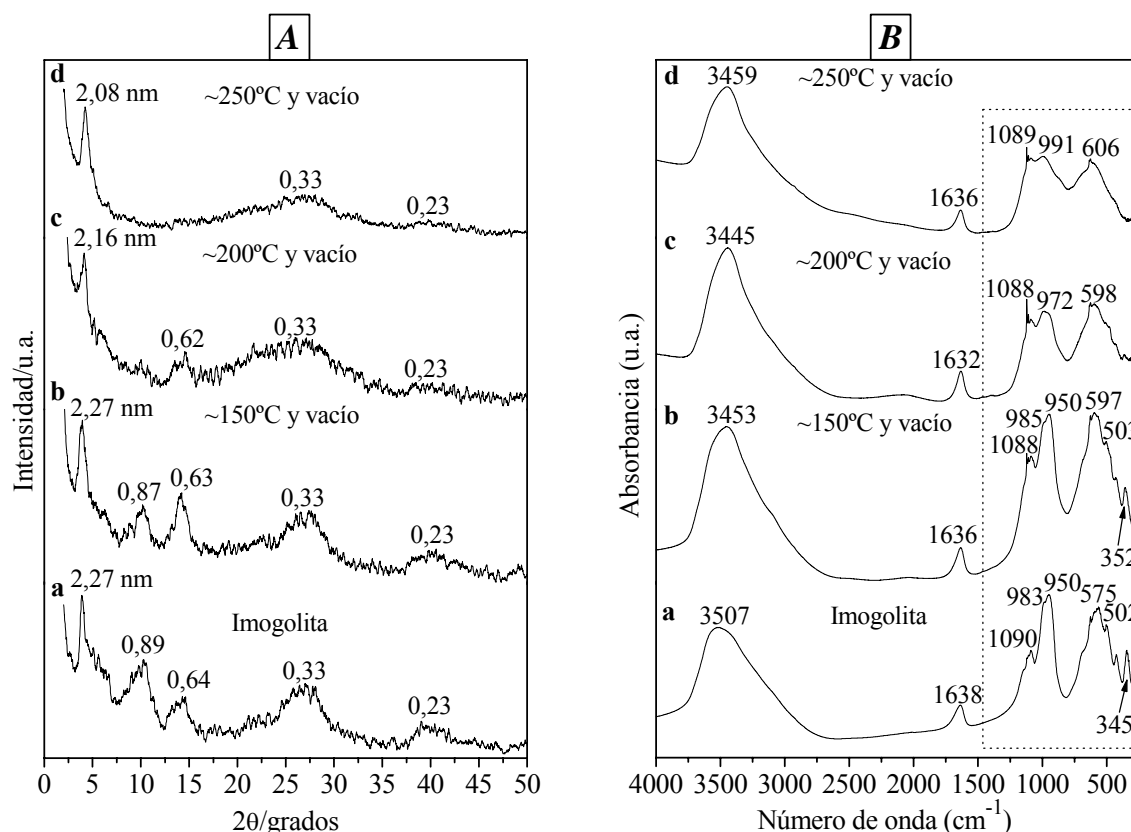 A
d
2,08 nm
~250ºC y vacío
0,33
0,23
c
2,16 nm
~200ºC y vacío
0,62
0,33
0,23
b
2,27 nm
~150ºC y vacío
0,87
0,63
0,33
0,23
a
2,27 nm
Imogolita
0,89
0,64
0,33
0,23
Intensidad/u.a.
0 5 10 15 20 25 30 35 40 45 50
2θ/grados
B
d
3459
~250ºC y vacío
1089 991 606
1636
c
3445
~200ºC y vacío
1088 972 598
1632
b
3453
~150ºC y vacío
985 950 597
1088 503
1636
352
a
3507
Imogolita
983 950 575
1090 502
1638
345
Absorbancia (u.a.)
4000 3500 3000 2500 2000 1500 1000 500
Número de onda (cm-1)